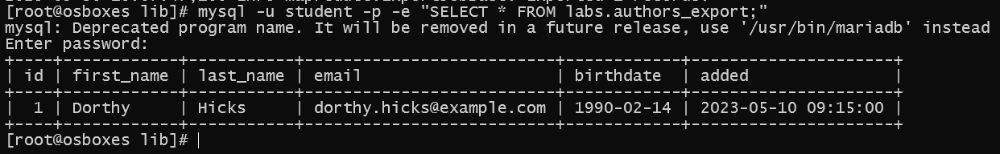 [root@osboxes lib]# mysql -u student -p -e "SELECT * FROM labs.authors_export;"
mysql: Deprecated program name. It will be removed in a future release, use '/usr/bin/mariadb' instead
Enter password:
+----+------------+-----------+-------------------------+------------+---------------------+
| id | first_name | last_name | email                   | birthdate  | added               |
+----+------------+-----------+-------------------------+------------+---------------------+
|  1 | Dorthy     | Hicks     | dorthy.hicks@example.com | 1990-02-14 | 2023-05-10 09:15:00 |
+----+------------+-----------+-------------------------+------------+---------------------+
[root@osboxes lib]#